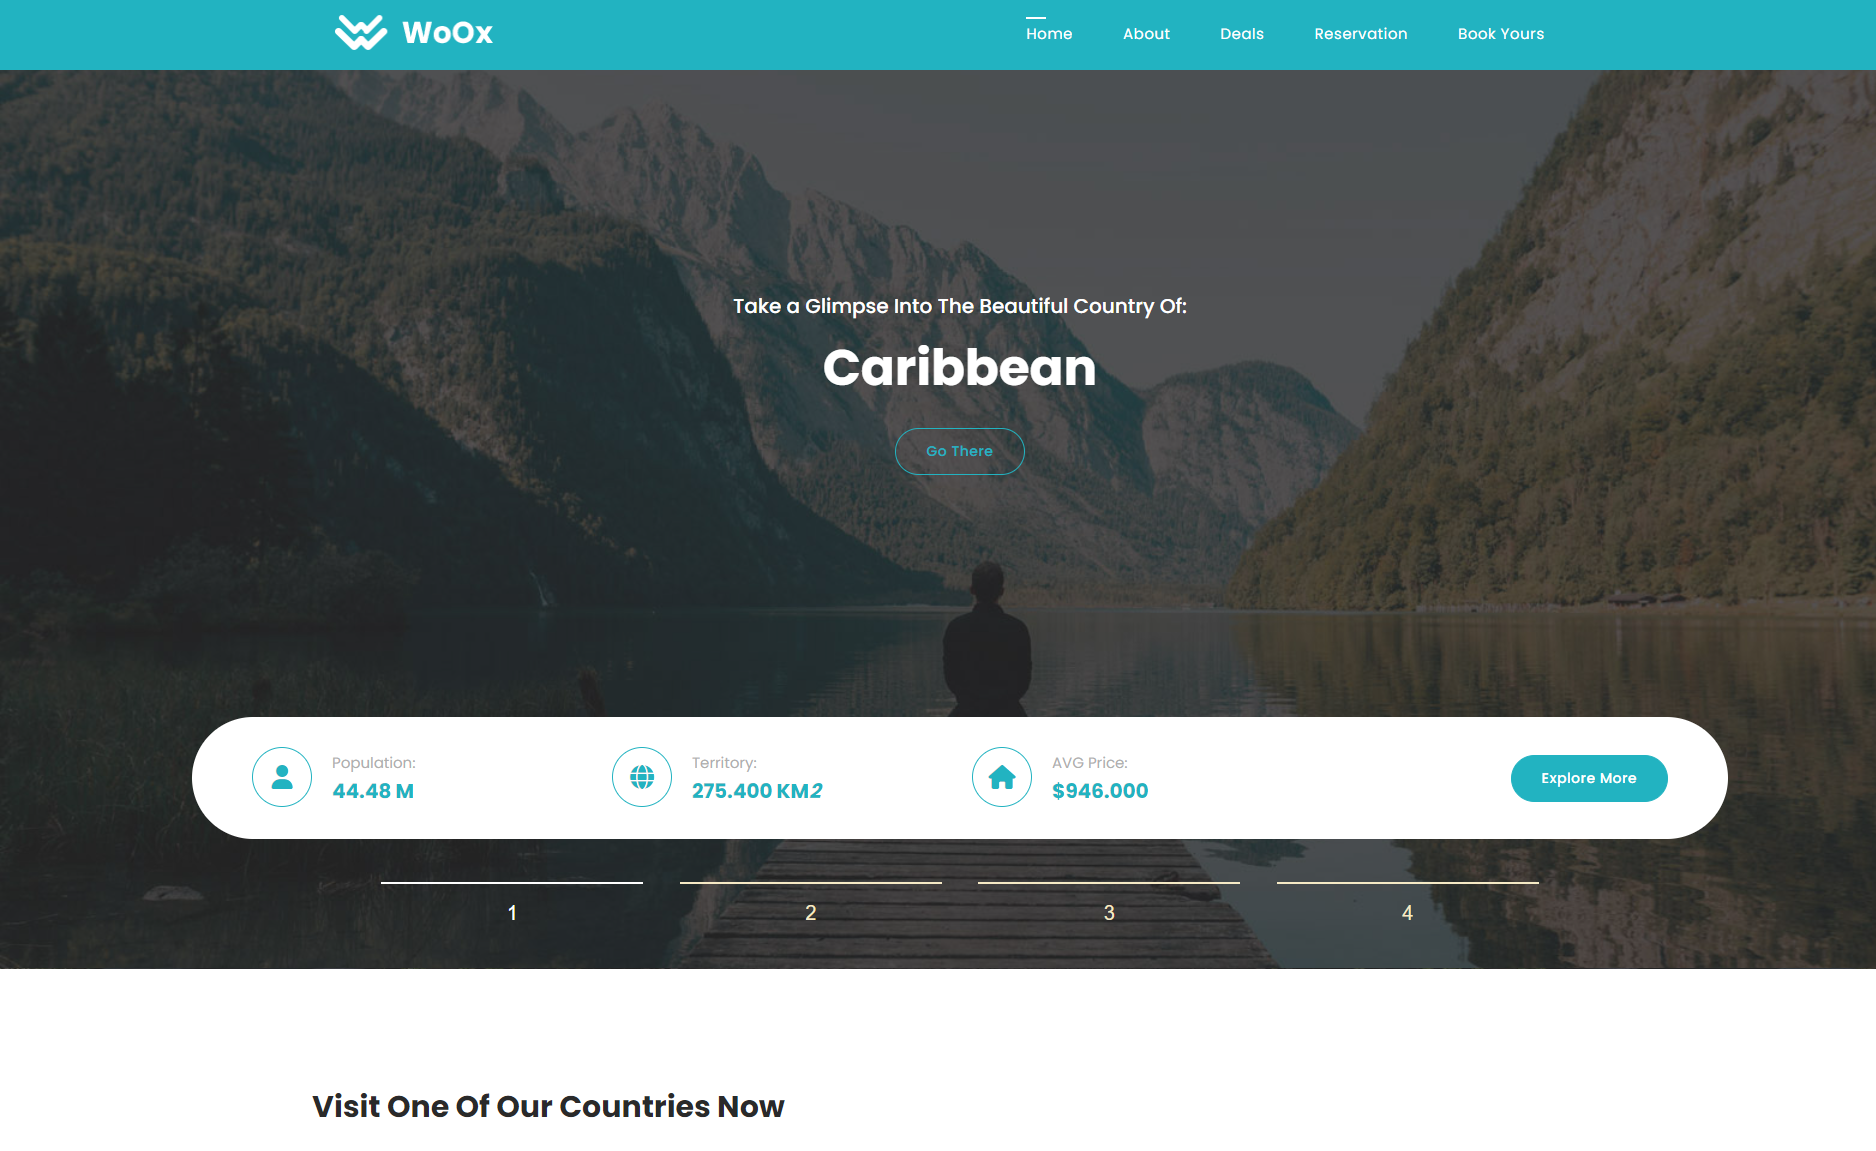 WoOx
Home About Deals Reservation Book Yours
Take a Glimpse Into The Beautiful Country Of:
Caribbean
Go There
Population:
44.48 M
Territory:
275.400 KM2
AVG Price:
$946.000
Explore More
1 2 3 4
Visit One Of Our Countries Now